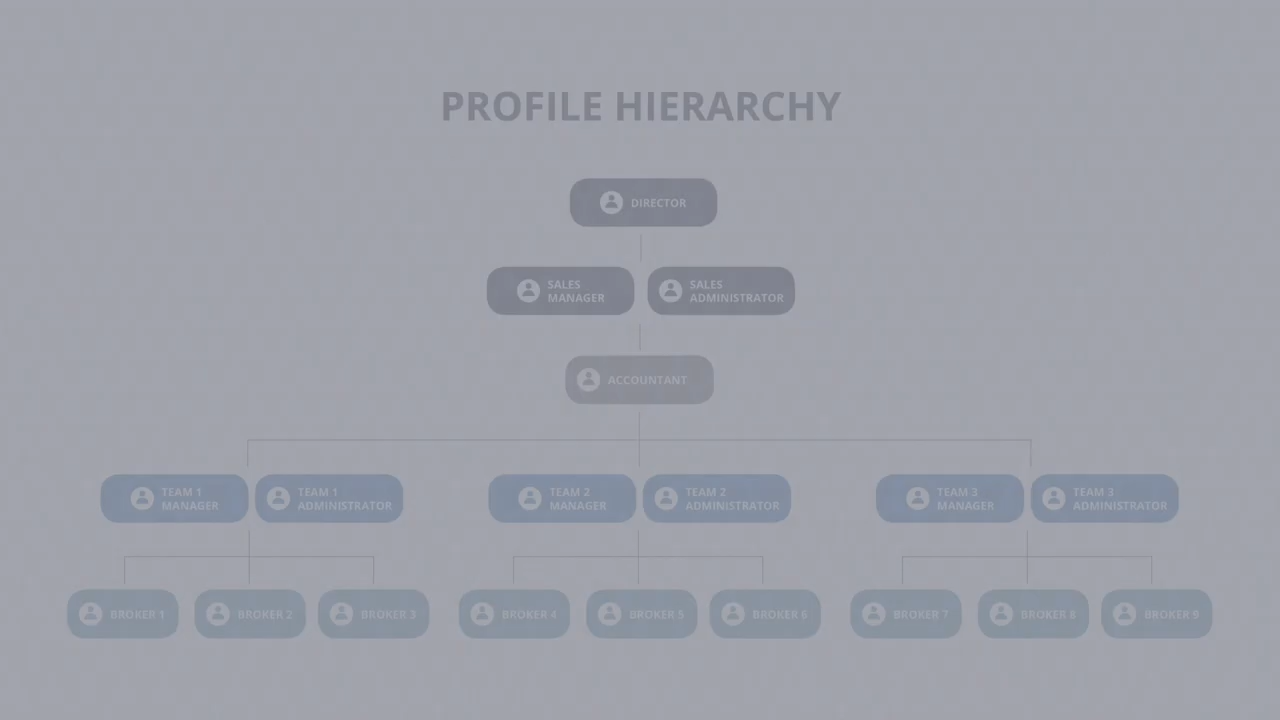 PROFILE HIERARCHY
DIRECTOR
SALES
MANAGER
SALES
ADMINISTRATOR
ACCOUNTANT
TEAM 1
MANAGER
TEAM 1
ADMINISTRATOR
TEAM 2
MANAGER
TEAM 2
ADMINISTRATOR
TEAM 3
MANAGER
TEAM 3
ADMINISTRATOR
BROKER 1
BROKER 2
BROKER 3
BROKER 4
BROKER 5
BROKER 6
BROKER 7
BROKER 8
BROKER 9